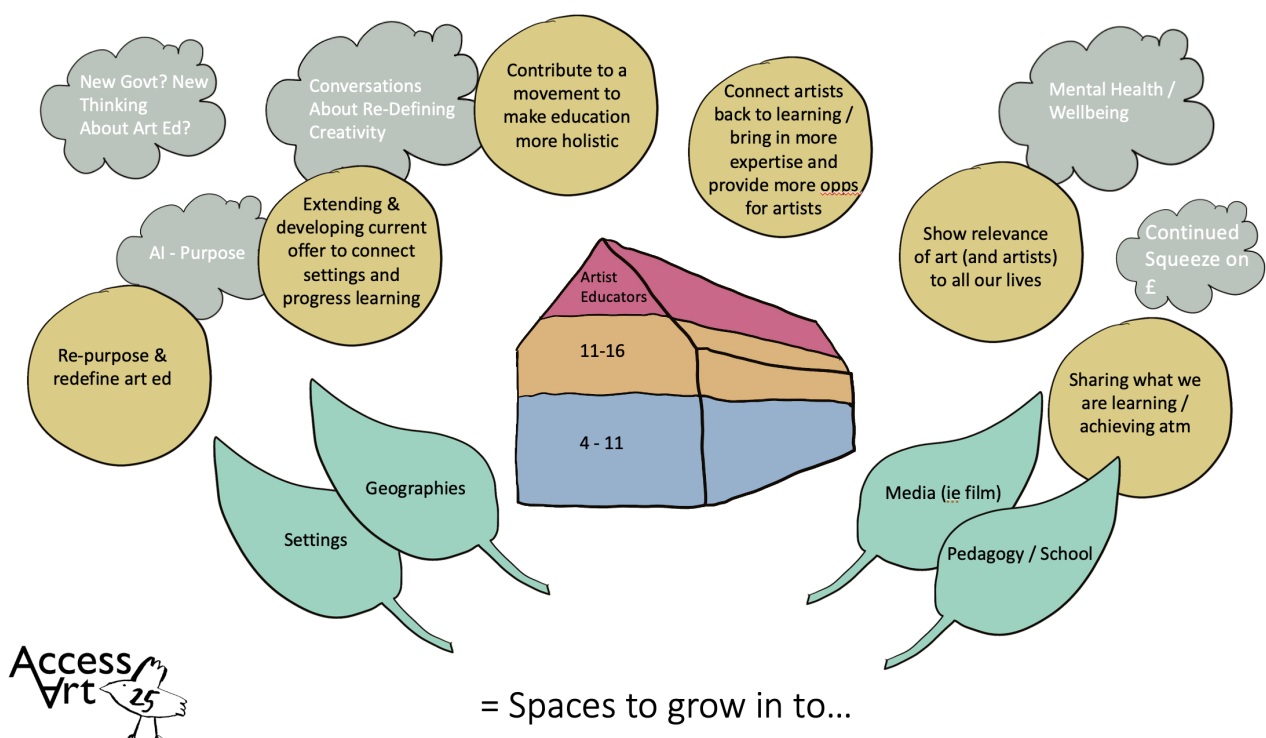 New Govt? New
Thinking
About Art Ed?
Conversations
About Re-Defining
Creativity
Contribute to a
movement to
make education
more holistic
Connect artists
back to learning /
bring in more
expertise and
provide more opps
for artists
Mental Health /
Wellbeing
AI - Purpose
Extending &
developing current
offer to connect
settings and
progress learning
Show relevance
of art (and artists)
to all our lives
Continued
Squeeze on
£
Re-purpose &
redefine art ed
Artist
Educators
11-16
4 - 11
Sharing what we
are learning /
achieving atm
Geographies
Settings
Media (ie film)
Pedagogy / School
Access
Art
25
= Spaces to grow in to...